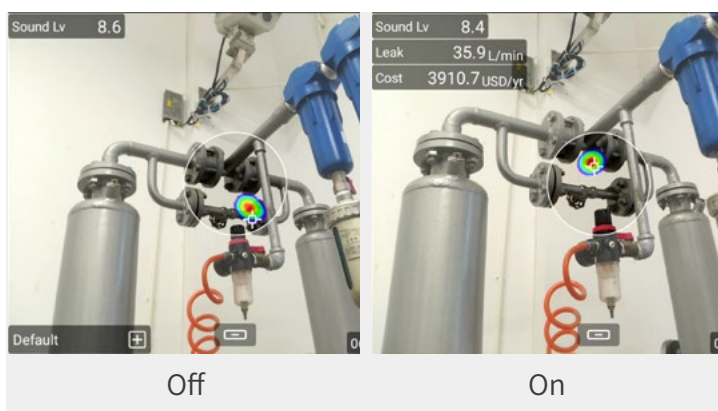 Sound Lv 8.6
Default
Off
Sound Lv 8.4
Leak 35.9 L/min
Cost 3910.7 USD/yr
On